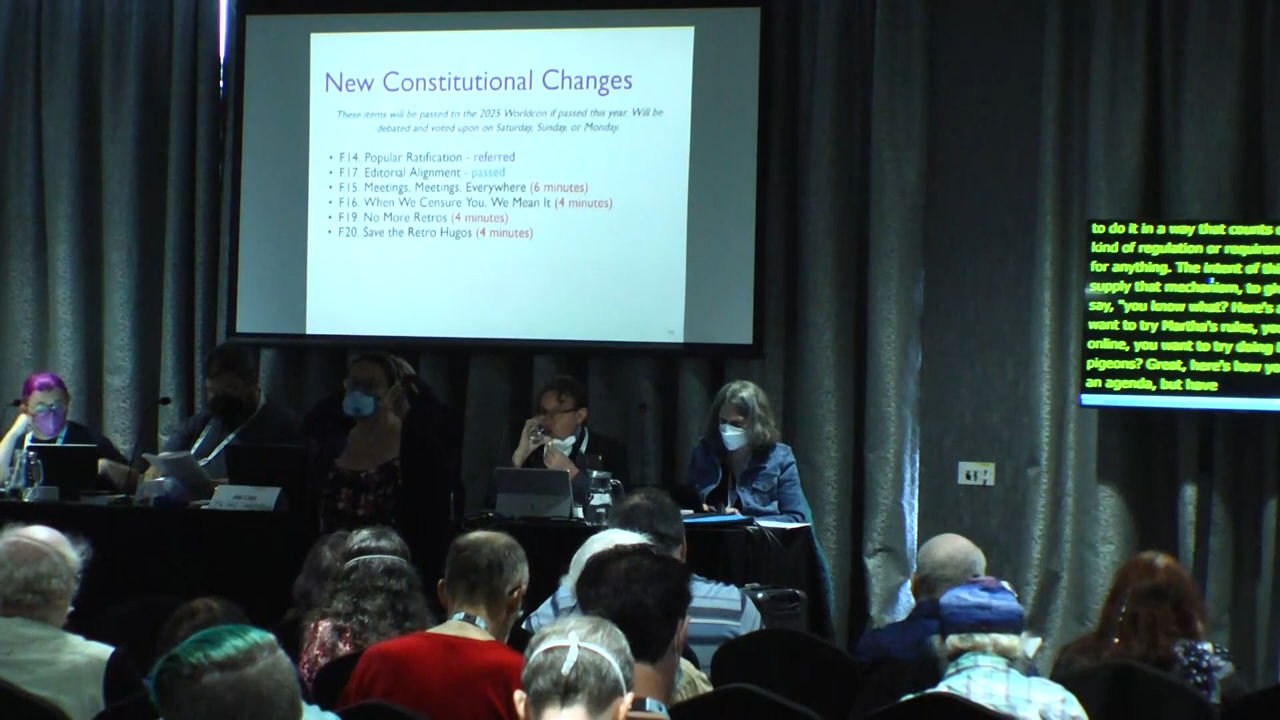 New Constitutional Changes
These items will be passed to the 2025 Worldcon if passed this year. Will be
debated and voted upon on Saturday, Sunday, or Monday.
• F14. Popular Ratification - referred
• F17. Editorial Alignment - passed
• F15. Meetings, Meetings, Everywhere (6 minutes)
• F16. When We Censure You, We Mean It (4 minutes)
• F19. No More Retros (4 minutes)
• F20. Save the Retro Hugos (4 minutes)
to do it in a way that counts
kind of regulation or
for anything. The intent of
supply that mechanism, to
say, "you know what? Here's
want to try Martha's rules,
online, you want to try doing
pigeons? Great, here's how
an agenda, but have